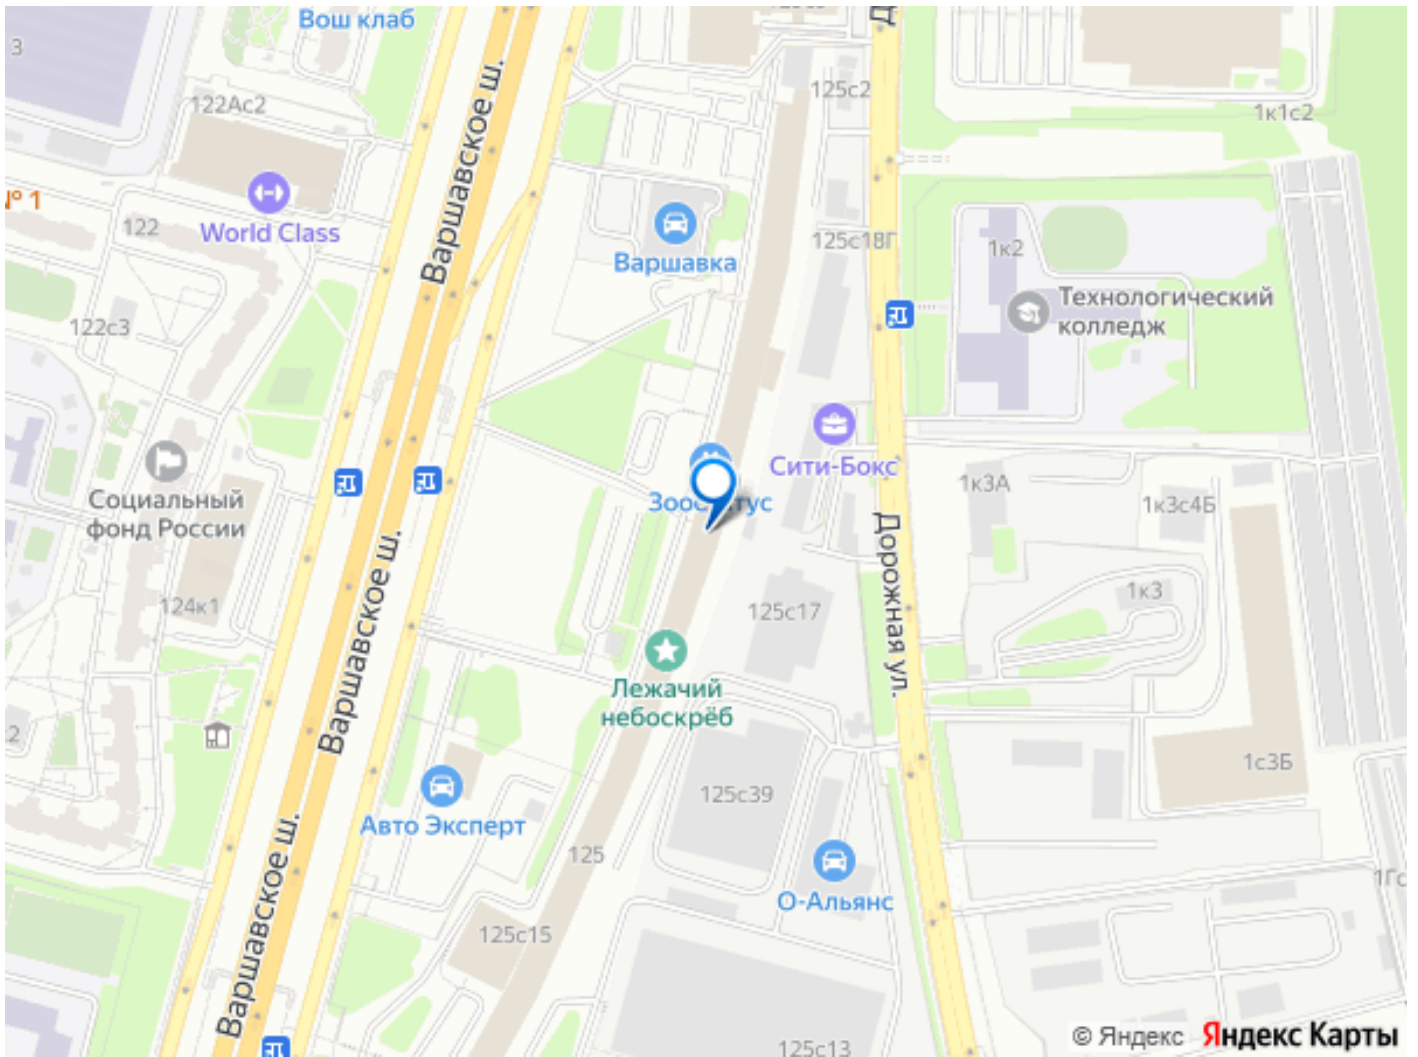 Вош клаб
3
122Ас2
125с2
1к1с2
Варшавское ш.
№ 1
World Class
122
Варшавка
125с18Г
1к2
Технологический
колледж
122с3
Социальный
фонд России
Сити-Бокс
1к3А
1к3с4Б
Дорожная ул.
124к1
125с17
1к3
Варшавское ш.
Лежачий
небоскрёб
1с3Б
Авто Эксперт
125с39
125
О-Альянс
Варшавское ш.
125с15
125с13
© Яндекс Яндекс Карты